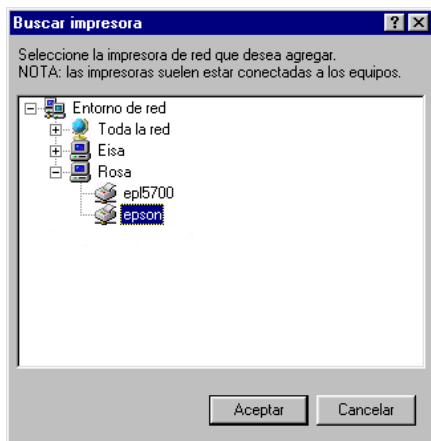 Buscar impresora
Seleccione la impresora de red que desea agregar.
NOTA: las impresoras suelen estar conectadas a los equipos.
Entorno de red
Toda la red
Eisa
Rosa
epl5700
epson
Aceptar
Cancelar